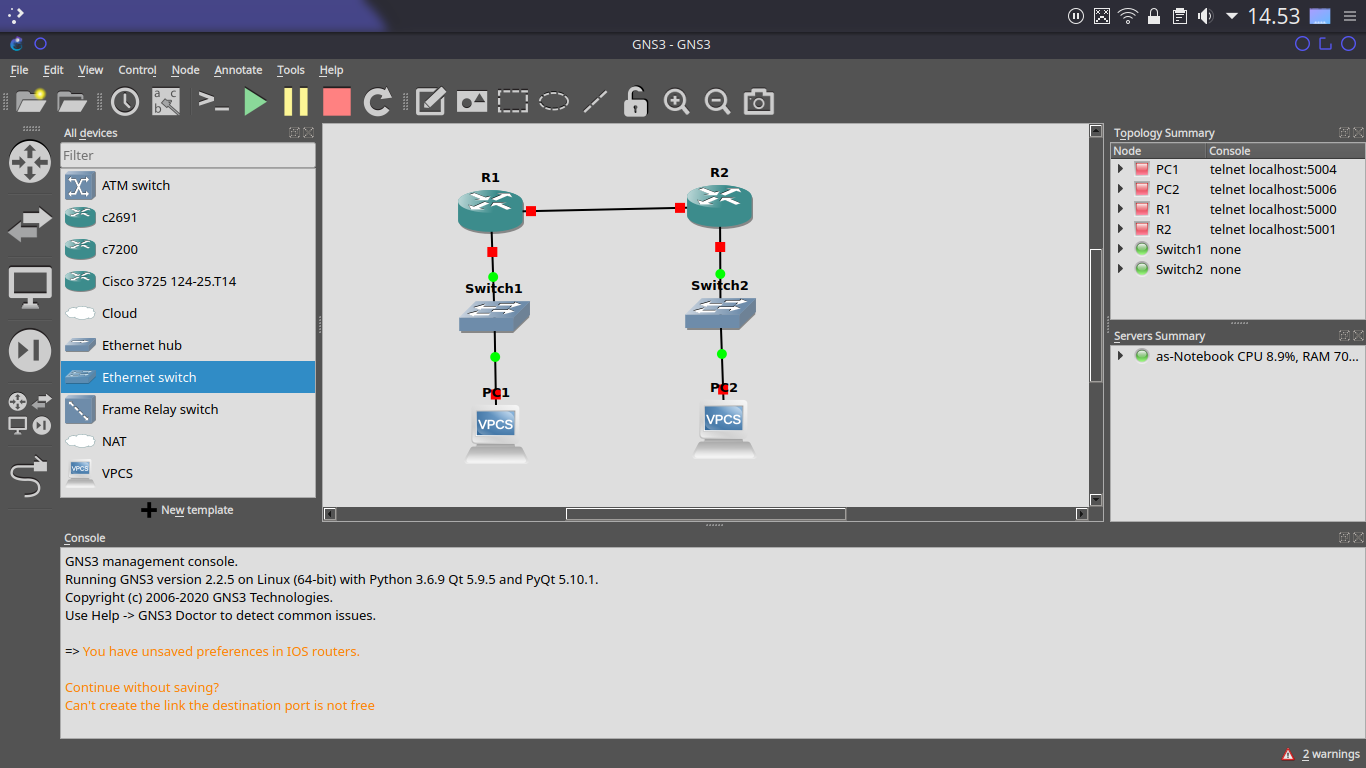 14.53
GNS3 - GNS3
File Edit View Control Node Annotate Tools Help
All devices
Filter
ATM switch
c2691
c7200
Cisco 3725 124-25.T14
Cloud
Ethernet hub
Ethernet switch
Frame Relay switch
NAT
VPCS
New template
R1
R2
Switch1
Switch2
PC1
PC2
VPCS
VPCS
Topology Summary
Node Console
PC1 telnet localhost:5004
PC2 telnet localhost:5006
R1 telnet localhost:5000
R2 telnet localhost:5001
Switch1 none
Switch2 none
Servers Summary
as-Notebook CPU 8.9%, RAM 70...
Console
GNS3 management console.
Running GNS3 version 2.2.5 on Linux (64-bit) with Python 3.6.9 Qt 5.9.5 and PyQt 5.10.1.
Copyright (c) 2006-2020 GNS3 Technologies.
Use Help -> GNS3 Doctor to detect common issues.
=> You have unsaved preferences in IOS routers.
Continue without saving?
Can't create the link the destination port is not free
2 warnings